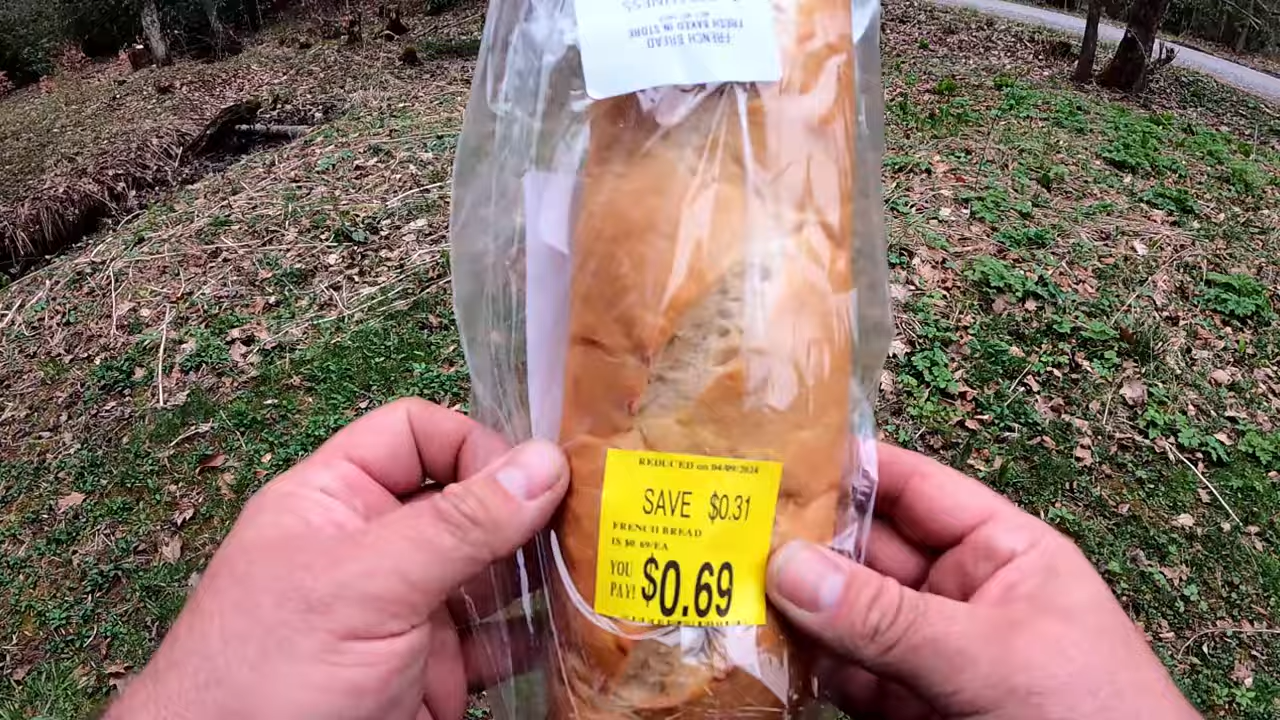 FRENCH BREAD
FRESH BAKED IN STORE
REDUCED on 04/09/2024
SAVE $0.31
FRENCH BREAD
IS $0.69/EA
YOU
PAY!
$0.69